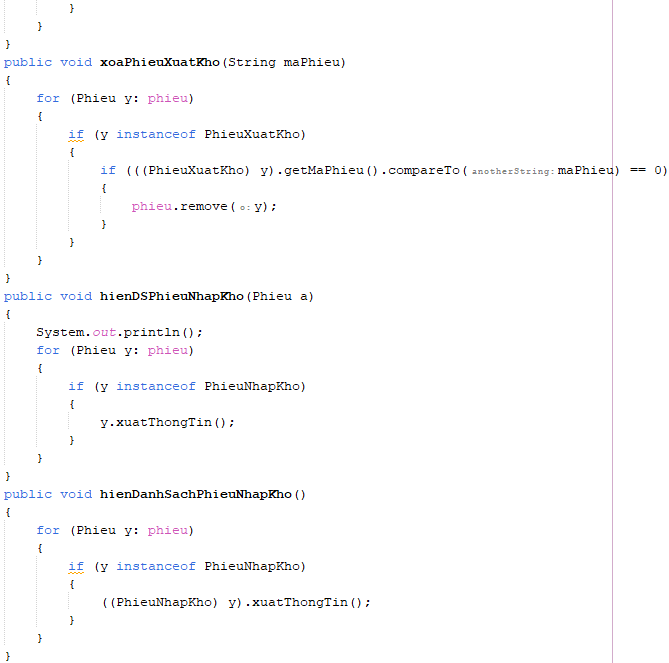 }
    }
}
public void xoaPhieuXuatKho(String maPhieu)
{
    for (Phieu y: phieu)
    {
        if (y instanceof PhieuXuatKho)
        {
            if (((PhieuXuatKho) y).getMaPhieu().compareTo( anotherString: maPhieu) == 0)
            {
                phieu.remove( o: y);
            }
        }
    }
}
public void hienDSPhieuNhapKho(Phieu a)
{
    System.out.println();
    for (Phieu y: phieu)
    {
        if (y instanceof PhieuNhapKho)
        {
            y.xuatThongTin();
        }
    }
}
public void hienDanhSachPhieuNhapKho()
{
    for (Phieu y: phieu)
    {
        if (y instanceof PhieuNhapKho)
        {
            ((PhieuNhapKho) y).xuatThongTin();
        }
    }
}